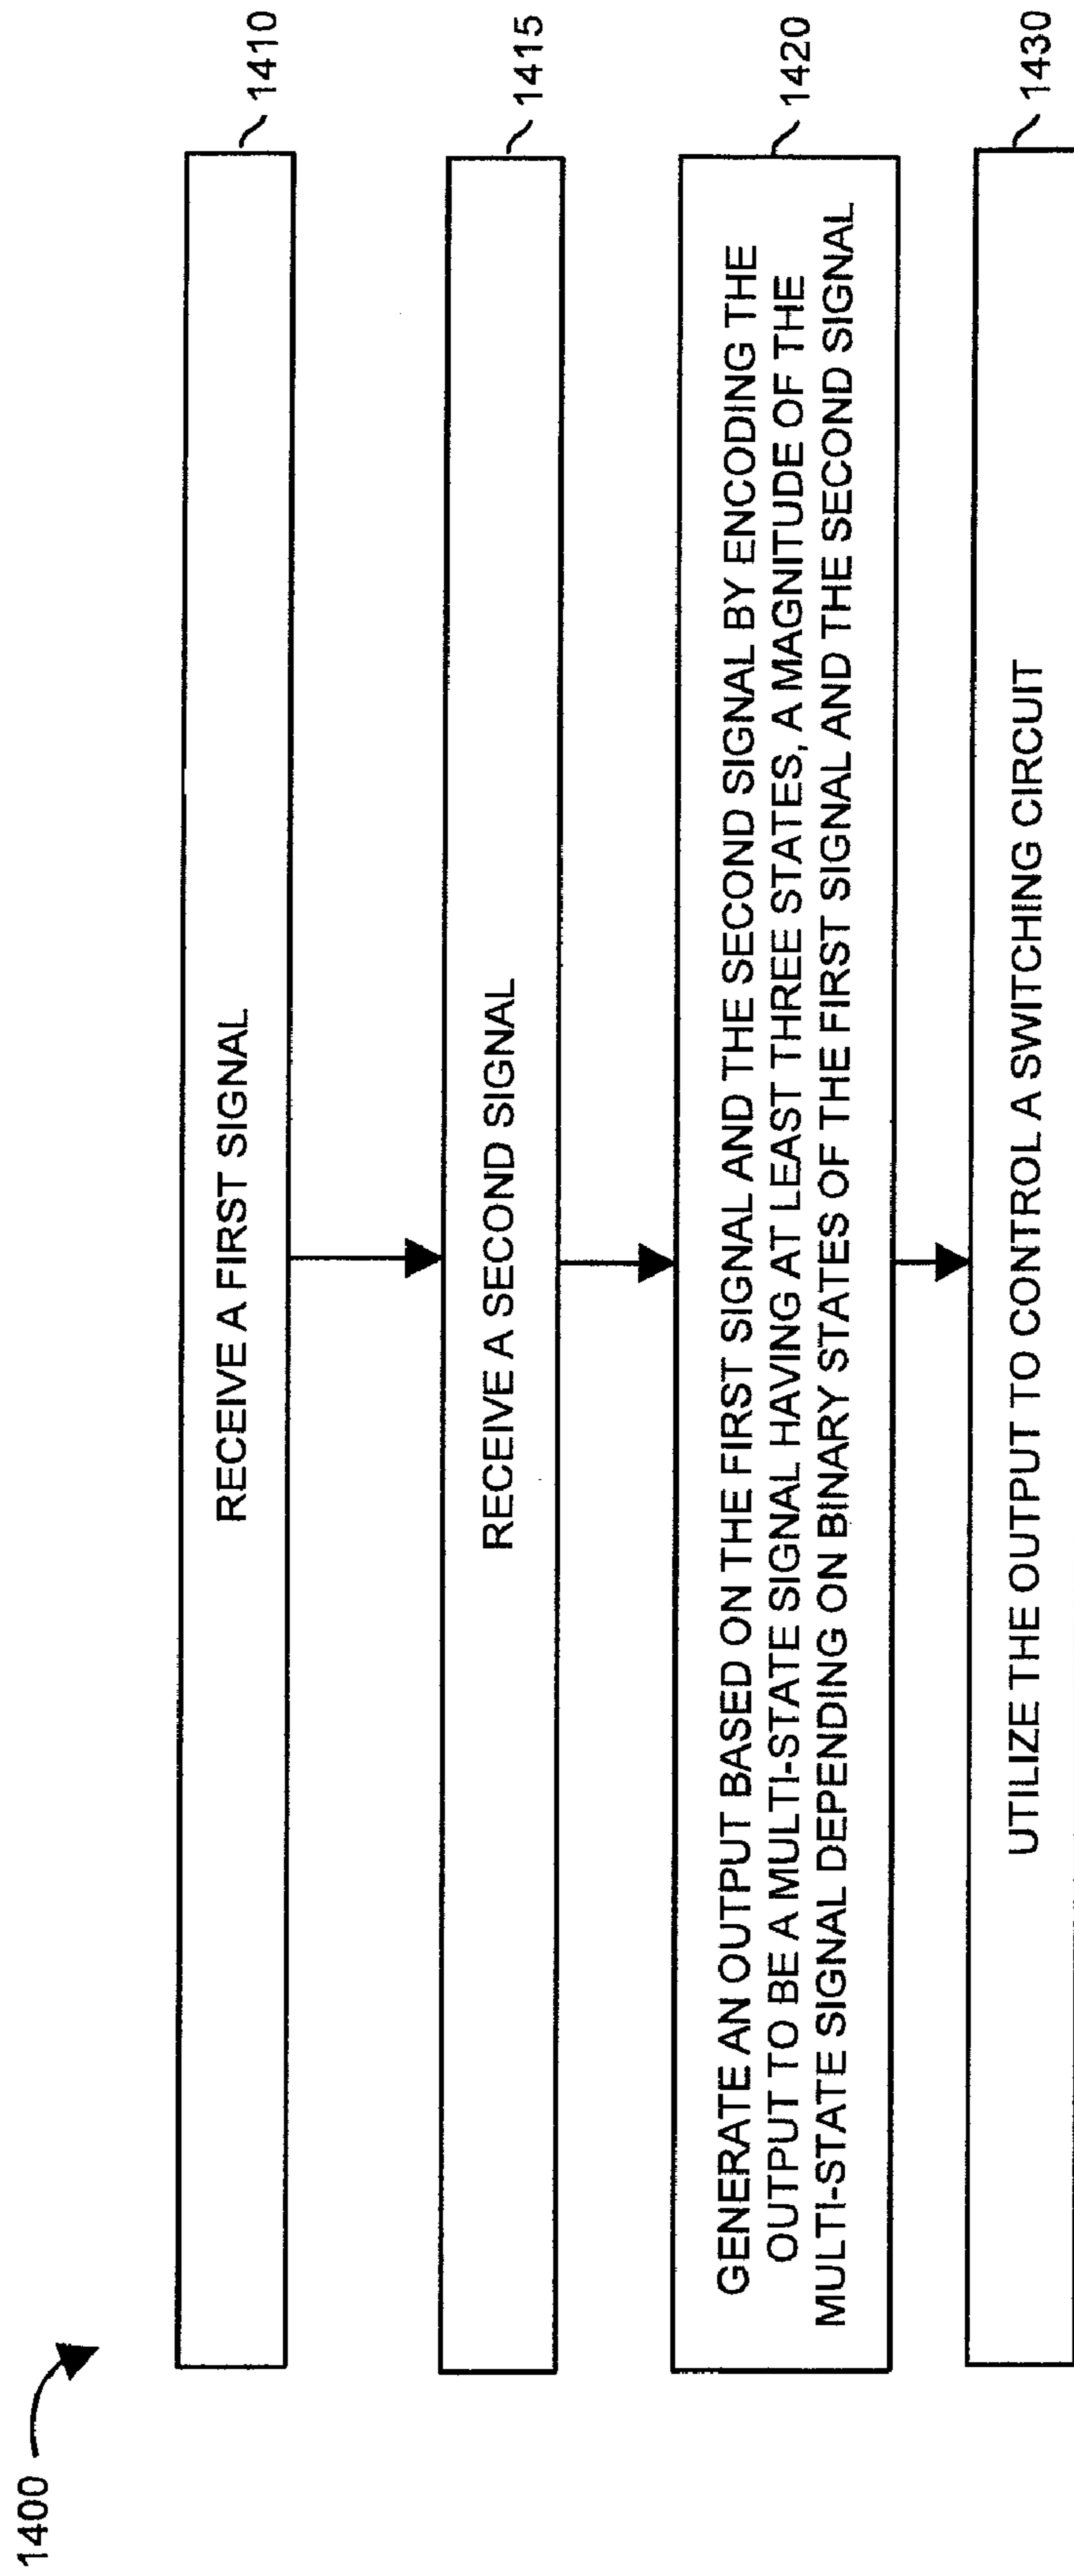 1400
RECEIVE A FIRST SIGNAL
1410
RECEIVE A SECOND SIGNAL
1415
GENERATE AN OUTPUT BASED ON THE FIRST SIGNAL AND THE SECOND SIGNAL BY ENCODING THE
OUTPUT TO BE A MULTI-STATE SIGNAL HAVING AT LEAST THREE STATES, A MAGNITUDE OF THE
MULTI-STATE SIGNAL DEPENDING ON BINARY STATES OF THE FIRST SIGNAL AND THE SECOND SIGNAL
1420
UTILIZE THE OUTPUT TO CONTROL A SWITCHING CIRCUIT
1430